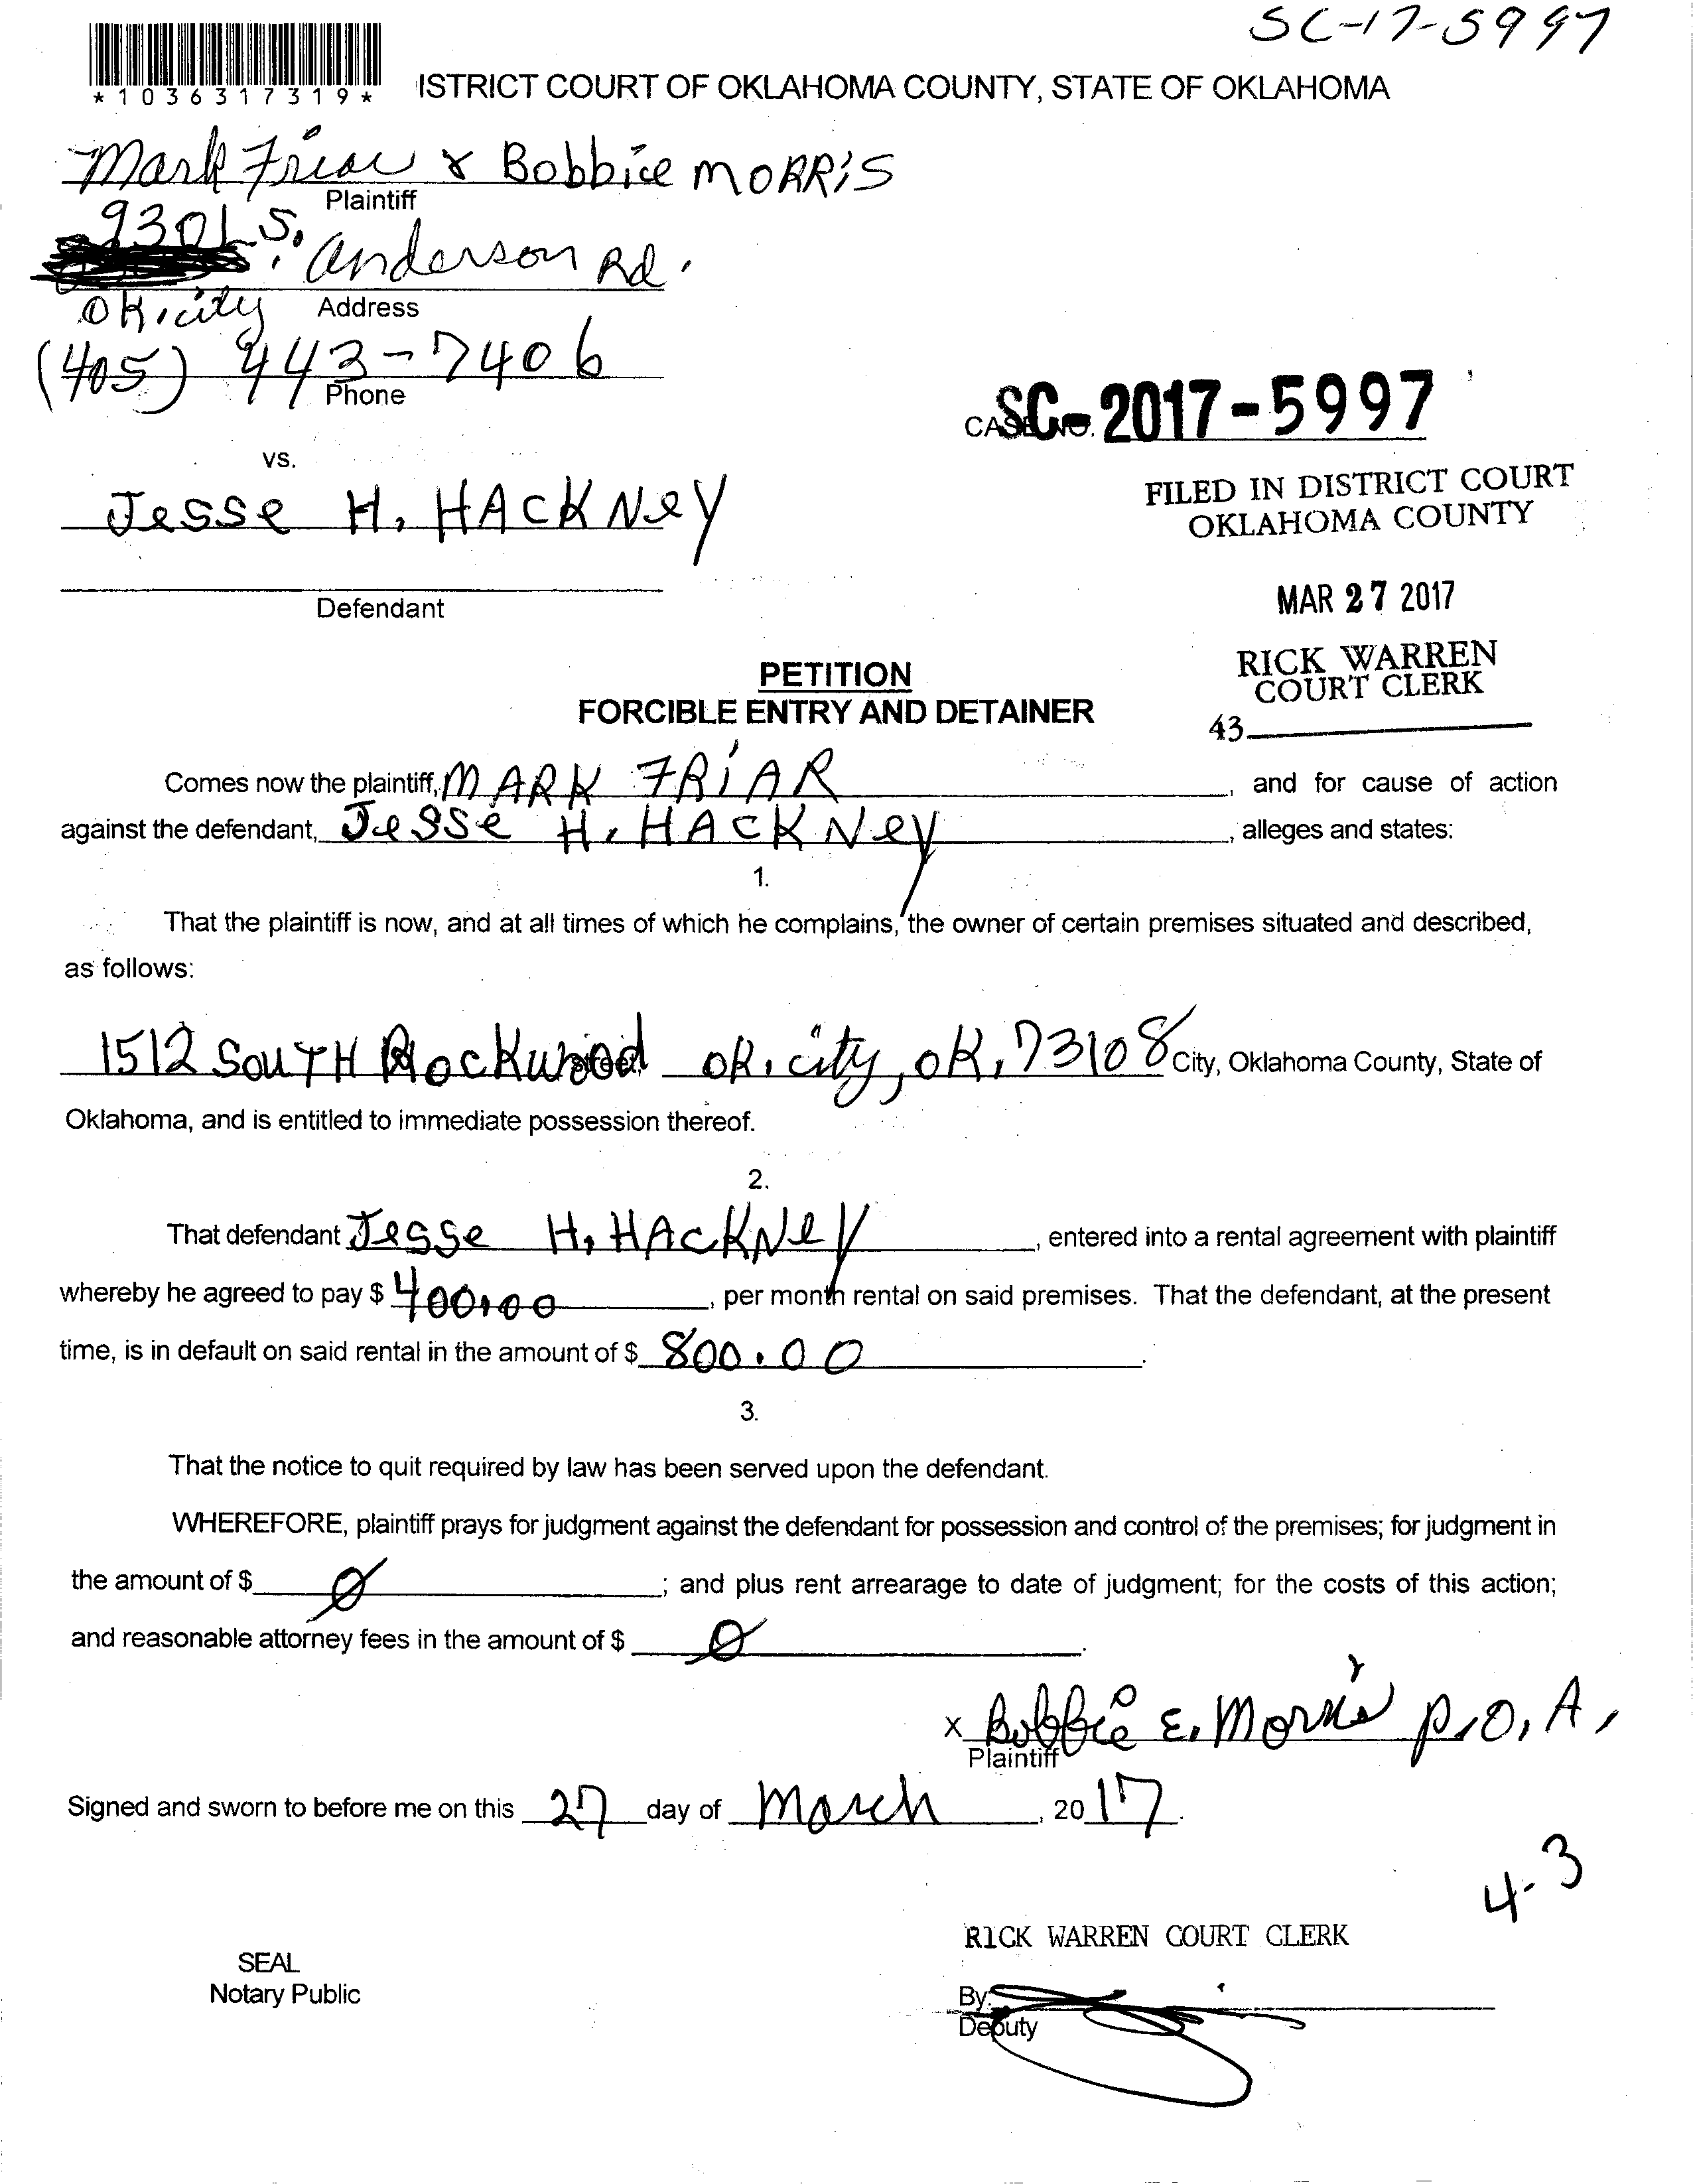 SC-17-5997
*1036317319*
ISTRICT COURT OF OKLAHOMA COUNTY, STATE OF OKLAHOMA
Mark Friar & Bobbie MORRiS
Plaintiff
9301 S. Anderson Rd.
OK. city Address
(405) 443-7406
Phone
CASE NO. SC-2017-5997
vs.
Jesse H. HACKNey
FILED IN DISTRICT COURT
OKLAHOMA COUNTY
Defendant
MAR 27 2017
RICK WARREN
COURT CLERK
43
PETITION
FORCIBLE ENTRY AND DETAINER
Comes now the plaintiff, MARK FRiAR, and for cause of action
against the defendant, Jesse H. HACKNey, alleges and states:
1.
That the plaintiff is now, and at all times of which he complains, the owner of certain premises situated and described,
as follows:
1512 SOUTH Rockwood OK. city, OK. 73108 City, Oklahoma County, State of
Oklahoma, and is entitled to immediate possession thereof.
2.
That defendant Jesse H. HACKNey, entered into a rental agreement with plaintiff
whereby he agreed to pay $ 400.00, per month rental on said premises. That the defendant, at the present
time, is in default on said rental in the amount of $ 800.00.
3.
That the notice to quit required by law has been served upon the defendant.
WHEREFORE, plaintiff prays for judgment against the defendant for possession and control of the premises; for judgment in
the amount of $ Ø; and plus rent arrearage to date of judgment; for the costs of this action;
and reasonable attorney fees in the amount of $ Ø.
x Bobbie E. Morris P.O.A.
Plaintiff
Signed and sworn to before me on this 27 day of March, 2017.
4-3
RICK WARREN COURT CLERK
SEAL
Notary Public
By:
Deputy